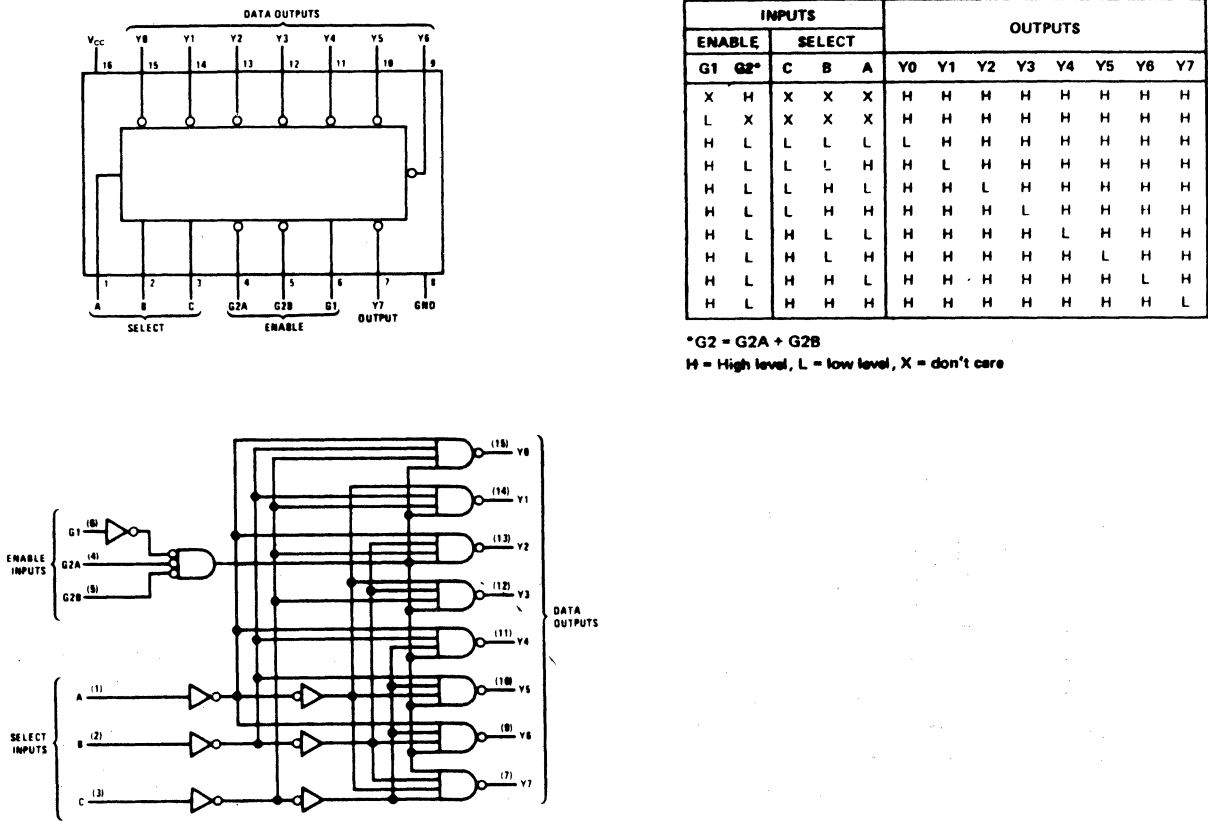 DATA OUTPUTS
VCC Y0 Y1 Y2 Y3 Y4 Y5 Y6
16 15 14 13 12 11 10 9
1 2 3 4 5 6 7 8
A B C G2A G2B G1 Y7 GND
OUTPUT
SELECT ENABLE
INPUTS OUTPUTS
ENABLE SELECT
G1 G2* C B A Y0 Y1 Y2 Y3 Y4 Y5 Y6 Y7
X H X X X H H H H H H H H
L X X X X H H H H H H H H
H L L L L L H H H H H H H
H L L L H H L H H H H H H
H L L H L H H L H H H H H
H L L H H H H H L H H H H
H L H L L H H H H L H H H
H L H L H H H H H H L H H
H L H H L H H H H H H L H
H L H H H H H H H H H H L
*G2 = G2A + G2B
H = High level, L = low level, X = don't care
(15) Y0
(14) Y1
G1 (6)
(13) Y2
ENABLE
INPUTS
G2A (4)
G2B (5)
(12) Y3
DATA
OUTPUTS
(11) Y4
A (1)
(10) Y5
SELECT
INPUTS
B (2)
(9) Y6
(7) Y7
C (3)